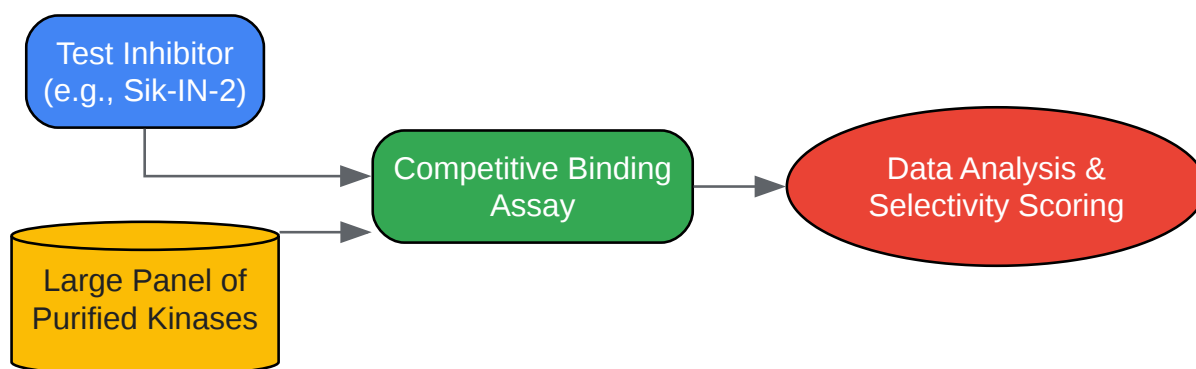 Test Inhibitor
(e.g., Sik-IN-2)
Large Panel of
Purified Kinases
Competitive Binding
Assay
Data Analysis &
Selectivity Scoring